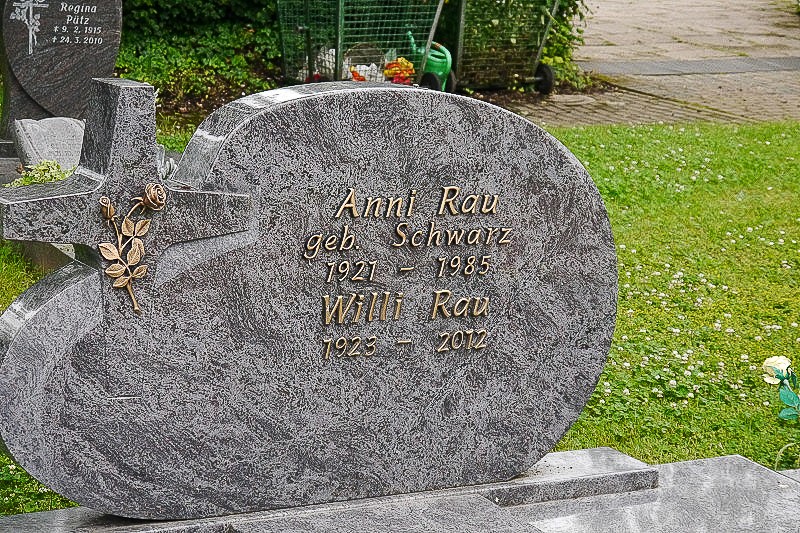 Regina
Pütz
* 9. 2. 1915
† 24. 3. 2010
Anni Rau
geb. Schwarz
1921 – 1985
Willi Rau
1923 – 2012